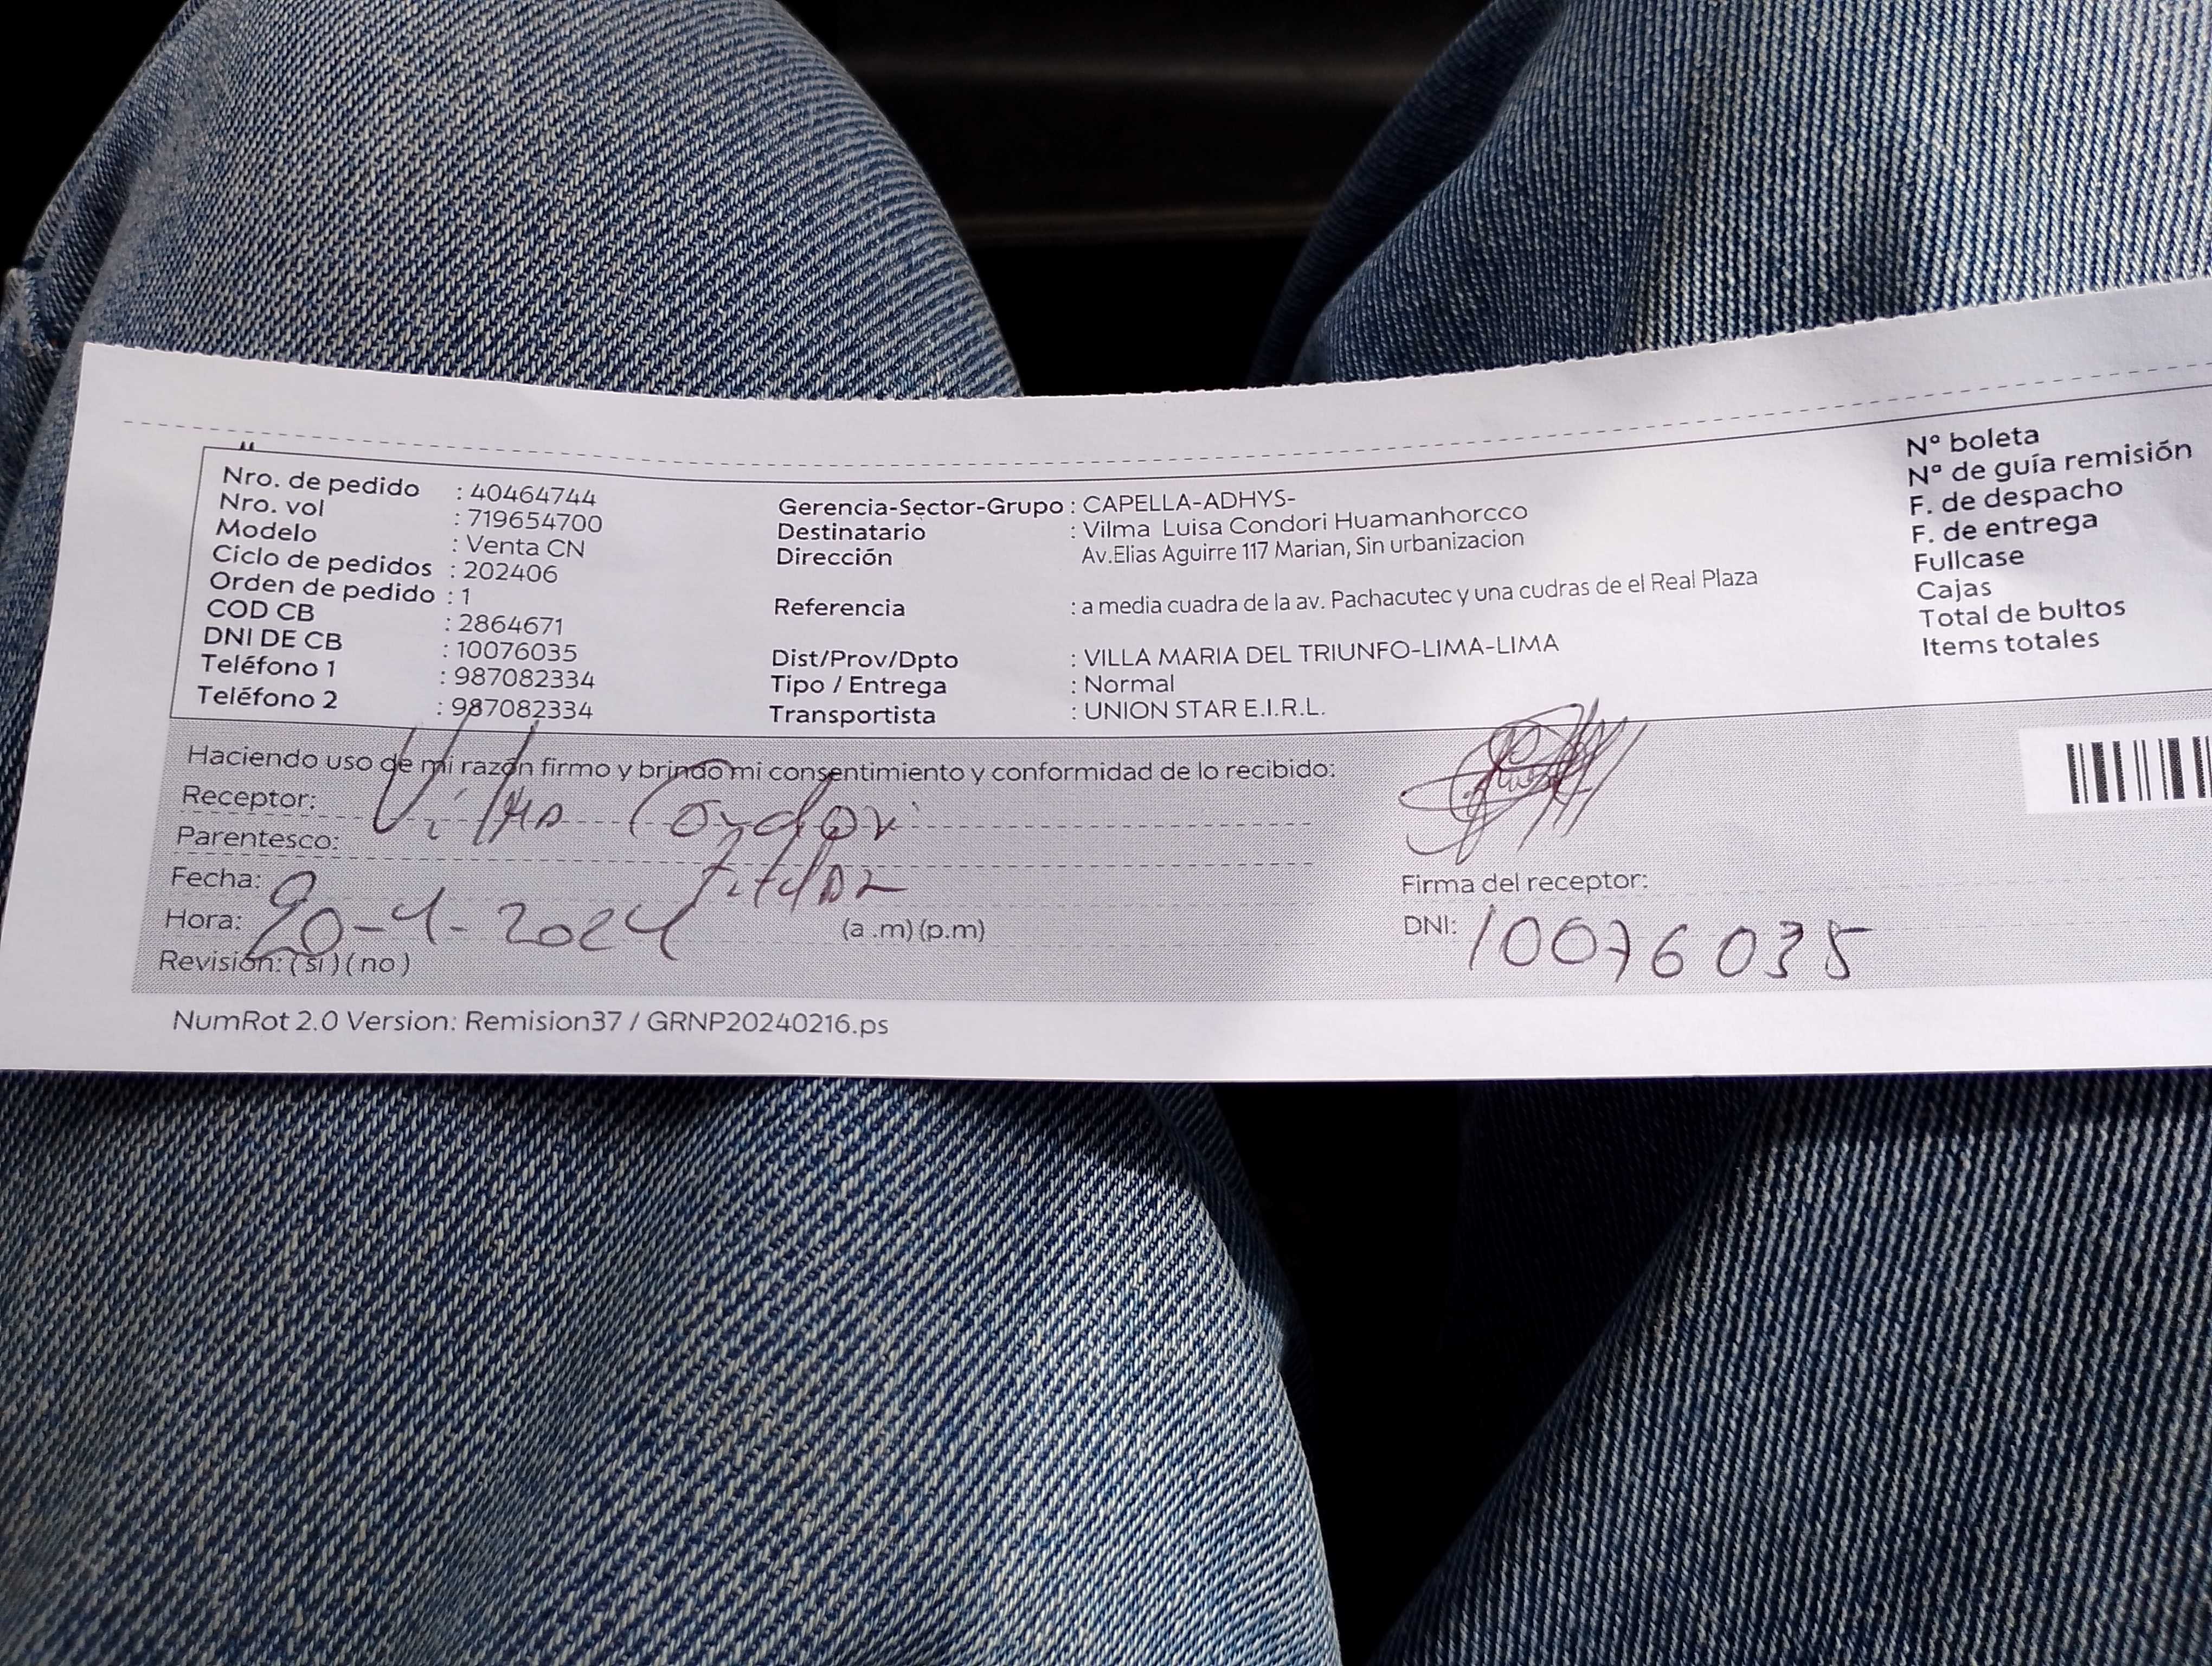 Nro. de pedido : 40464744
Nro. vol : 719654700
Modelo : Venta CN
Ciclo de pedidos : 202406
Orden de pedido : 1
COD CB : 2864671
DNI DE CB : 10076035
Teléfono 1 : 987082334
Teléfono 2 : 987082334
Gerencia-Sector-Grupo : CAPELLA-ADHYS-
Destinatario : Vilma Luisa Condori Huamanhorcco
Dirección Av.Elias Aguirre 117 Marian, Sin urbanizacion
Referencia : a media cuadra de la av. Pachacutec y una cudras de el Real Plaza
Dist/Prov/Dpto : VILLA MARIA DEL TRIUNFO-LIMA-LIMA
Tipo / Entrega : Normal
Transportista : UNION STAR E.I.R.L.
N° boleta
N° de guía remisión
F. de despacho
F. de entrega
Fullcase
Cajas
Total de bultos
Items totales
Haciendo uso de mi razón firmo y brindo mi consentimiento y conformidad de lo recibido:
Receptor: Vilma Condori
Parentesco: titular
Fecha: 20-4-2024
Hora: (a .m) (p.m)
Revisión: (si) (no)
Firma del receptor:
DNI: 10076035
NumRot 2.0 Version: Remision37 / GRNP20240216.ps